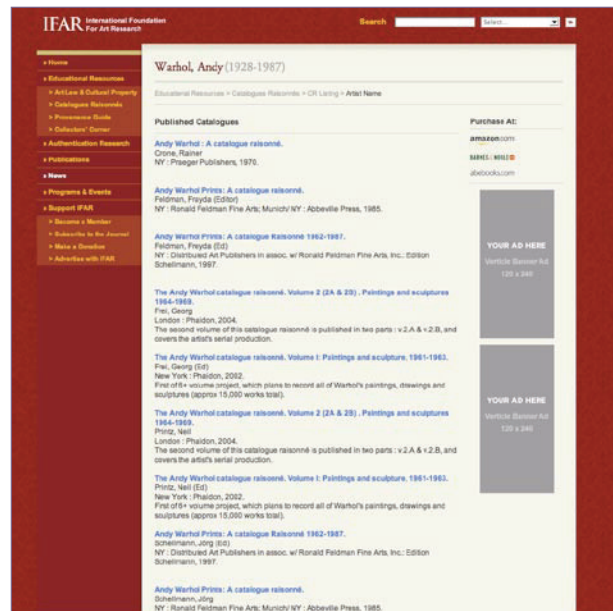 IFAR International Foundation
For Art Research
Search
Select...
Home
Educational Resources
Art Law & Cultural Property
Catalogues Raisonnés
Provenance Guide
Collectors' Corner
Authentication Research
Publications
News
Programs & Events
Support IFAR
Become a Member
Subscribe to the Journal
Make a Donation
Advertise with IFAR
Warhol, Andy (1928-1987)
Educational Resources > Catalogues Raisonnés > CR Listing > Artist Name
Published Catalogues
Andy Warhol : A catalogue raisonné.
Crone, Rainer
NY : Praeger Publishers, 1970.
Andy Warhol Prints: A catalogue raisonné.
Feldman, Freyda (Editor)
NY : Ronald Feldman Fine Arts; Munich/ NY : Abbeville Press, 1985.
Andy Warhol Prints: A catalogue Raisonné 1962-1987.
Feldman, Freyda (Ed)
NY : Distributed Art Publishers in assoc. w/ Ronald Feldman Fine Arts, Inc.: Edition
Schellmann, 1997.
The Andy Warhol catalogue raisonné. Volume 2 (2A & 2B) . Paintings and sculptures
1964-1969.
Frei, Georg
London : Phaidon, 2004.
The second volume of this catalogue raisonné is published in two parts : v.2.A & v.2.B, and
covers the artist's serial production.
The Andy Warhol catalogue raisonné. Volume I: Paintings and sculpture, 1961-1963.
Frei, Georg (Ed)
New York : Phaidon, 2002.
First of 6+ volume project, which plans to record all of Warhol's paintings, drawings and
sculptures (approx 15,000 works total).
The Andy Warhol catalogue raisonné. Volume 2 (2A & 2B) . Paintings and sculptures
1964-1969.
Printz, Neil
London : Phaidon, 2004.
The second volume of this catalogue raisonné is published in two parts : v.2.A & v.2.B, and
covers the artist's serial production.
The Andy Warhol catalogue raisonné. Volume I: Paintings and sculpture, 1961-1963.
Printz, Neil (Ed)
New York : Phaidon, 2002.
First of 6+ volume project, which plans to record all of Warhol's paintings, drawings and
sculptures (approx 15,000 works total).
Andy Warhol Prints: A catalogue Raisonné 1962-1987.
Schellmann, Jörg (Ed)
NY : Distributed Art Publishers in assoc. w/ Ronald Feldman Fine Arts, Inc.: Edition
Schellmann, 1997.
Andy Warhol Prints: A catalogue raisonné.
Schellmann, Jörg
NY : Ronald Feldman Fine Arts; Munich/ NY : Abbeville Press, 1985.
Purchase At:
amazon.com
BARNES & NOBLE
abebooks.com
YOUR AD HERE
Verticle Banner Ad
120 x 240
YOUR AD HERE
Verticle Banner Ad
120 x 240